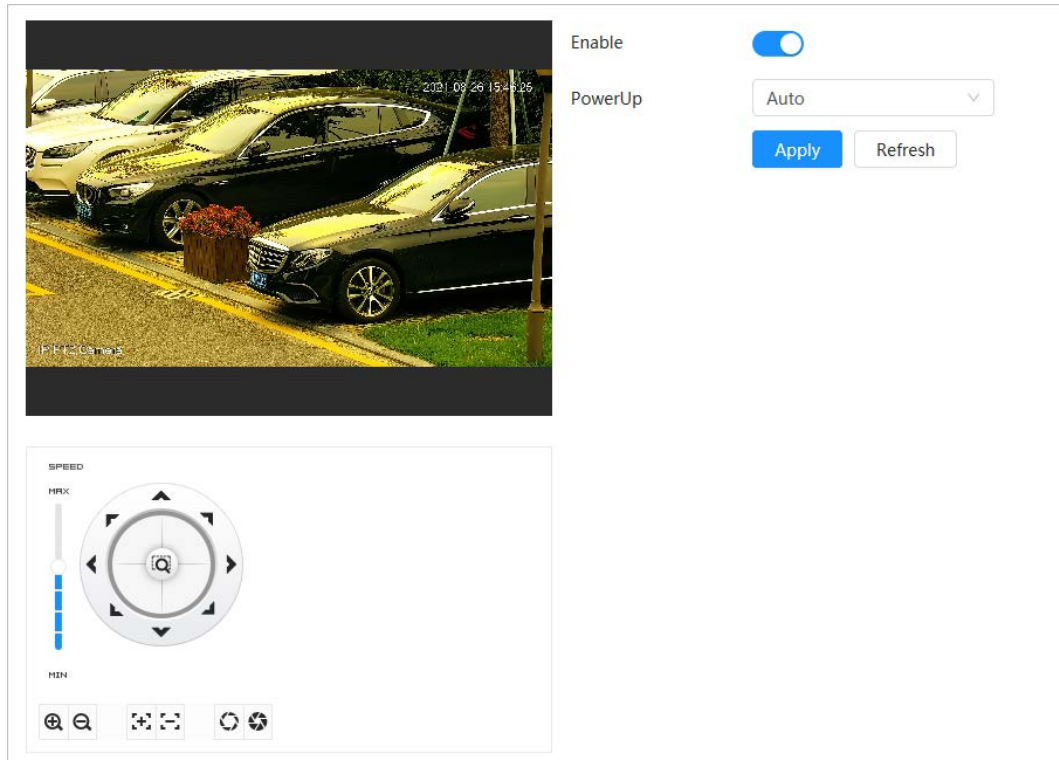 Enable
2021-08-26 15:46:25
PowerUp
Auto
Apply Refresh
IP PTZ Camera
SPEED
MAX
MIN